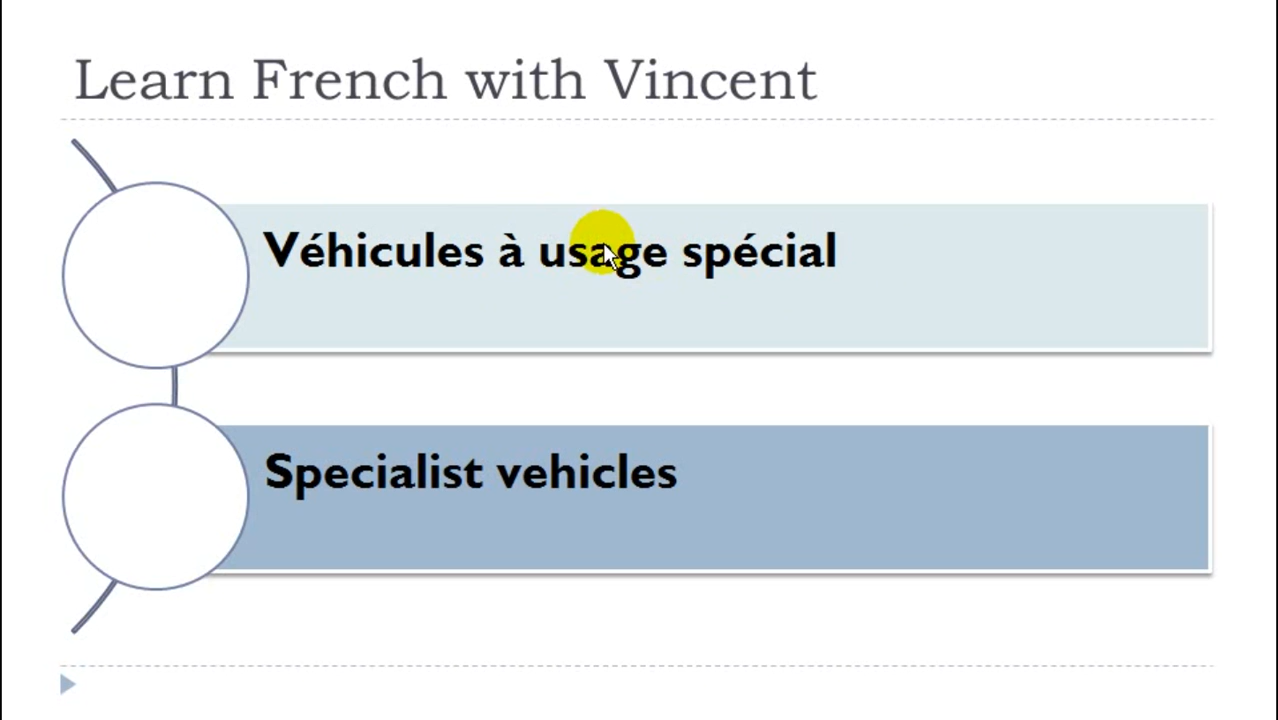 Learn French with Vincent
Véhicules à usage spécial
Specialist vehicles